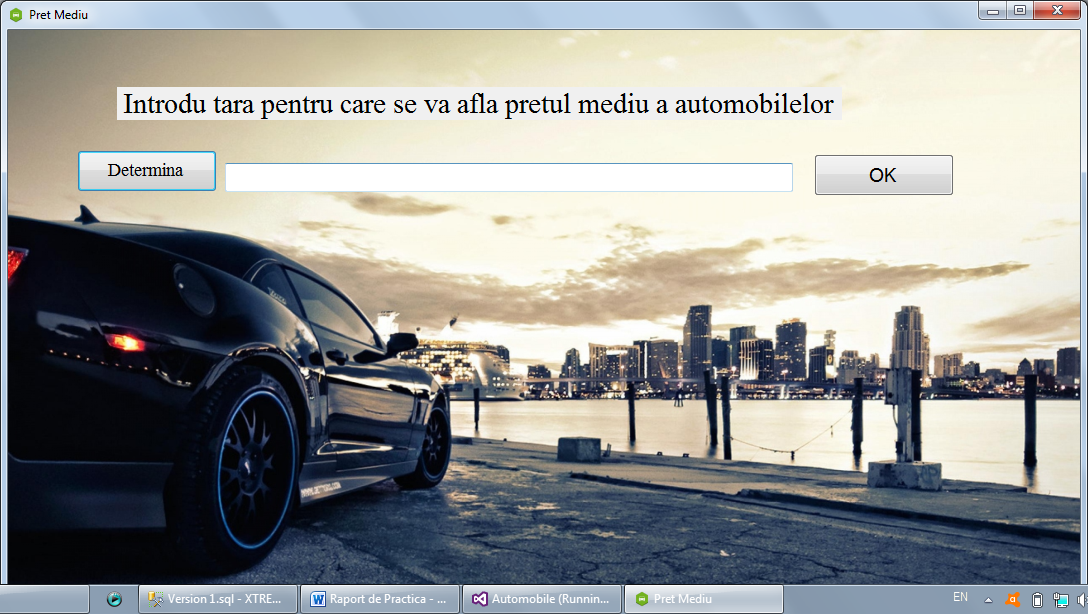 Pret Mediu
Introdu tara pentru care se va afla pretul mediu a automobilelor
Determina
OK
Version 1.sql - XTRE...
Raport de Practica - ...
Automobile (Runnin...
Pret Mediu
EN